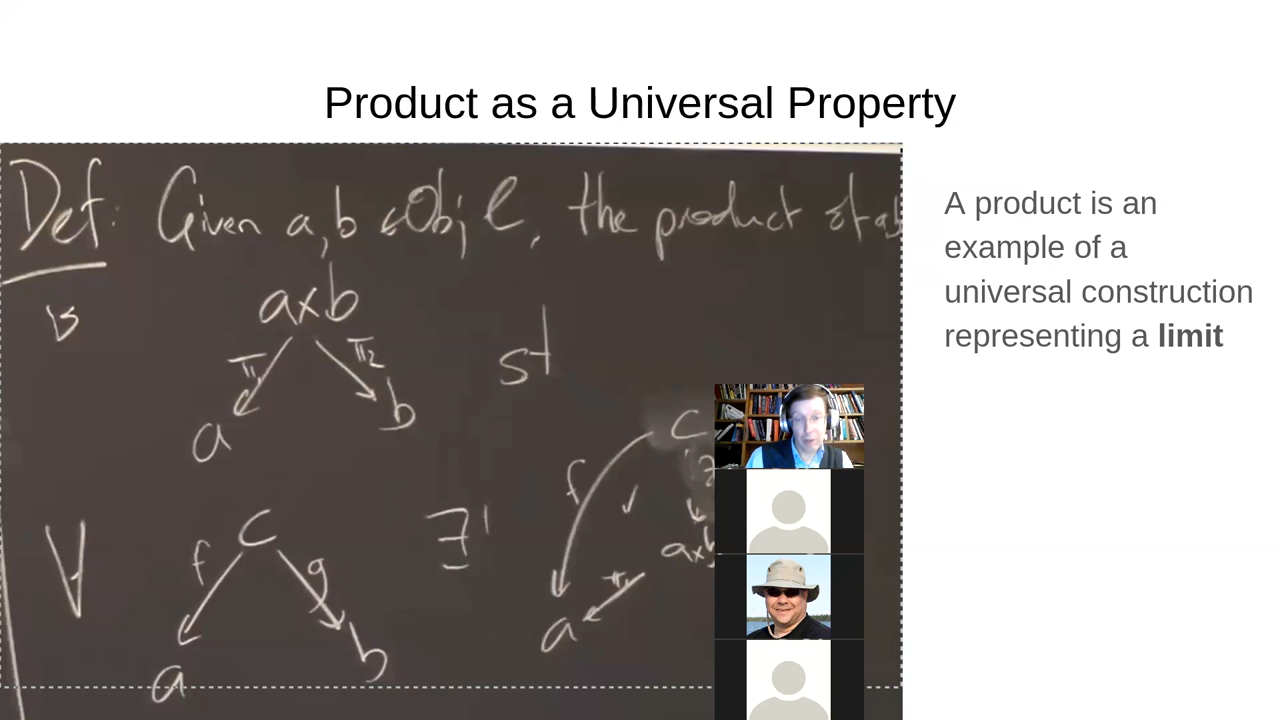 Product as a Universal Property
Def: Given a, b ∈ Obj C, the product of a,b
is
a×b
π₁ π₂
a b
st
∀
c
f g
a b
∃!
c
f
a×b
π₁
a
A product is an
example of a
universal construction
representing a limit